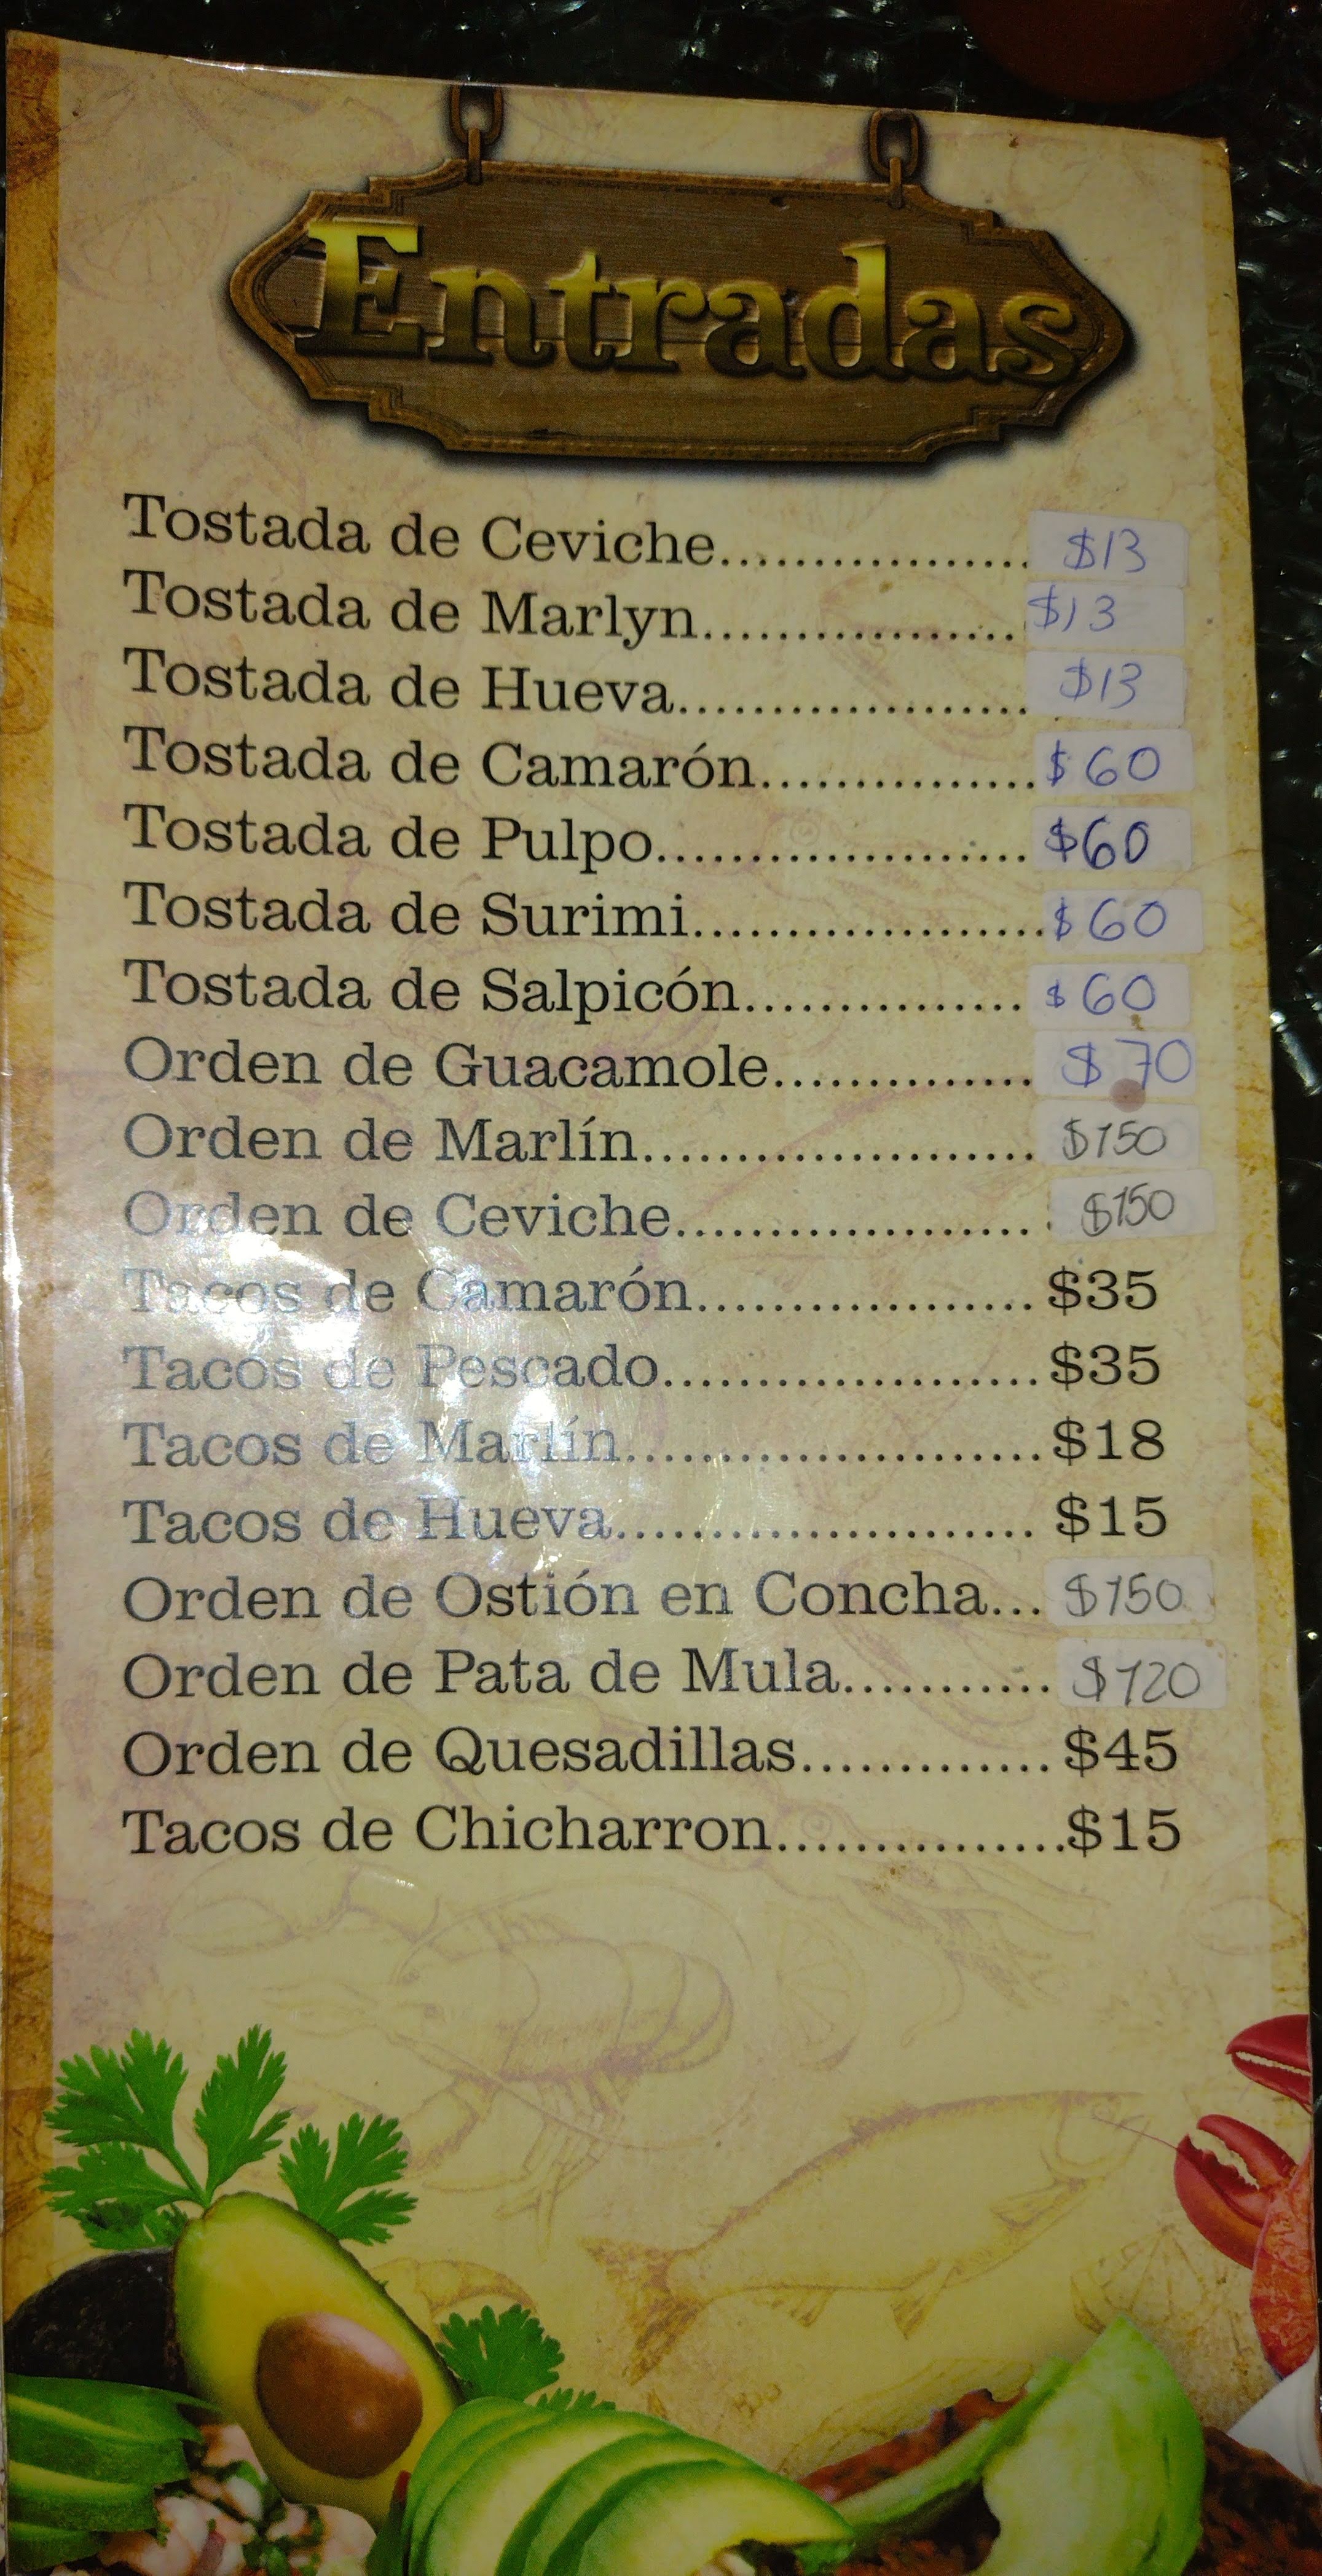 Entradas
Tostada de Ceviche.................. $13
Tostada de Marlyn.................. $13
Tostada de Hueva.................... $13
Tostada de Camarón............... $60
Tostada de Pulpo..................... $60
Tostada de Surimi....................$60
Tostada de Salpicón................ $60
Orden de Guacamole............... $70
Orden de Marlín...................... $150
Orden de Ceviche.................... $150
Tacos de Camarón................... $35
Tacos de Pescado..................... $35
Tacos de Marlín........................$18
Tacos de Hueva........................ $15
Orden de Ostión en Concha... $150
Orden de Pata de Mula........... $120
Orden de Quesadillas............. $45
Tacos de Chicharron................$15